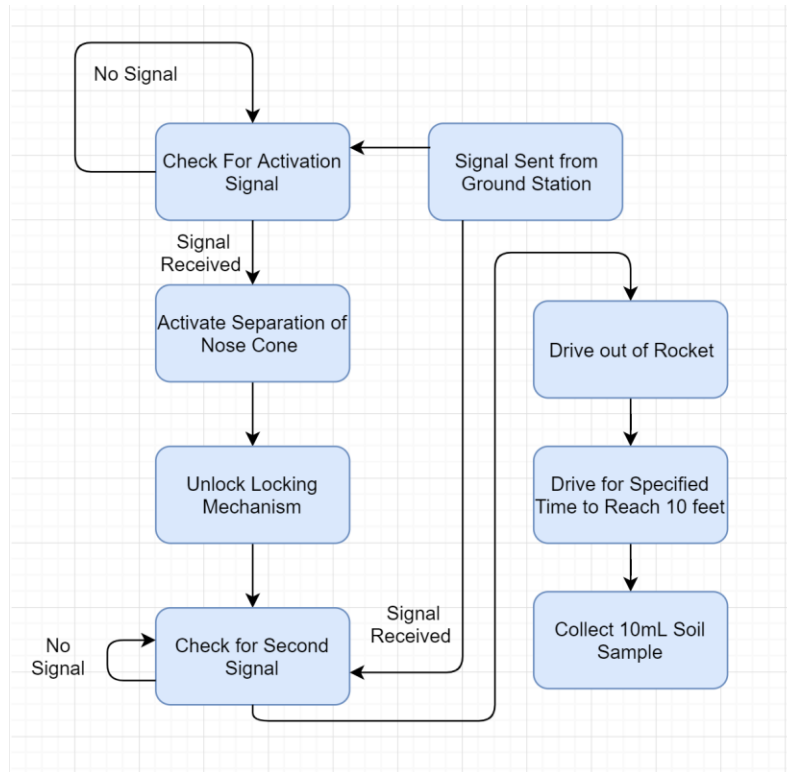 No Signal
Check For Activation
Signal
Signal Sent from
Ground Station
Signal
Received
Activate Separation of
Nose Cone
Drive out of Rocket
Unlock Locking
Mechanism
Drive for Specified
Time to Reach 10 feet
Signal
Received
No
Signal
Check for Second
Signal
Collect 10mL Soil
Sample